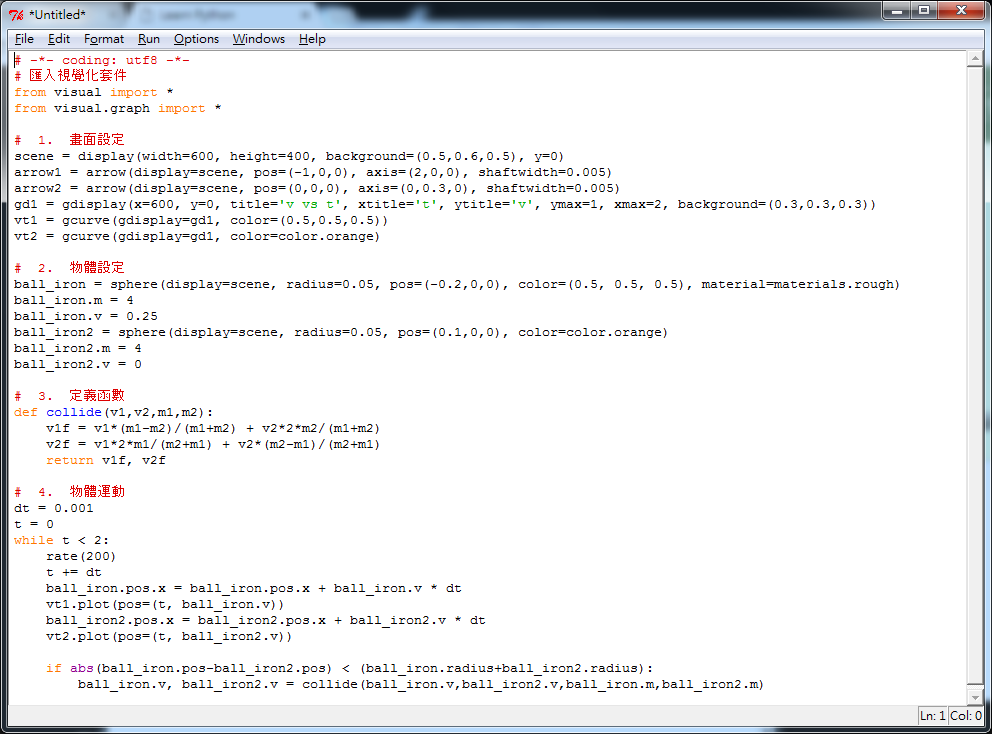 *Untitled*
File Edit Format Run Options Windows Help
# -*- coding: utf8 -*-
# 匯入視覺化套件
from visual import *
from visual.graph import *
#  1.  畫面設定
scene = display(width=600, height=400, background=(0.5,0.6,0.5), y=0)
arrow1 = arrow(display=scene, pos=(-1,0,0), axis=(2,0,0), shaftwidth=0.005)
arrow2 = arrow(display=scene, pos=(0,0,0), axis=(0,0.3,0), shaftwidth=0.005)
gd1 = gdisplay(x=600, y=0, title='v vs t', xtitle='t', ytitle='v', ymax=1, xmax=2, background=(0.3,0.3,0.3))
vt1 = gcurve(gdisplay=gd1, color=(0.5,0.5,0.5))
vt2 = gcurve(gdisplay=gd1, color=color.orange)
#  2.  物體設定
ball_iron = sphere(display=scene, radius=0.05, pos=(-0.2,0,0), color=(0.5, 0.5, 0.5), material=materials.rough)
ball_iron.m = 4
ball_iron.v = 0.25
ball_iron2 = sphere(display=scene, radius=0.05, pos=(0.1,0,0), color=color.orange)
ball_iron2.m = 4
ball_iron2.v = 0
#  3.  定義函數
def collide(v1,v2,m1,m2):
    v1f = v1*(m1-m2)/(m1+m2) + v2*2*m2/(m1+m2)
    v2f = v1*2*m1/(m2+m1) + v2*(m2-m1)/(m2+m1)
    return v1f, v2f
#  4.  物體運動
dt = 0.001
t = 0
while t < 2:
    rate(200)
    t += dt
    ball_iron.pos.x = ball_iron.pos.x + ball_iron.v * dt
    vt1.plot(pos=(t, ball_iron.v))
    ball_iron2.pos.x = ball_iron2.pos.x + ball_iron2.v * dt
    vt2.plot(pos=(t, ball_iron2.v))
    if abs(ball_iron.pos-ball_iron2.pos) < (ball_iron.radius+ball_iron2.radius):
        ball_iron.v, ball_iron2.v = collide(ball_iron.v,ball_iron2.v,ball_iron.m,ball_iron2.m)
Ln: 1 Col: 0